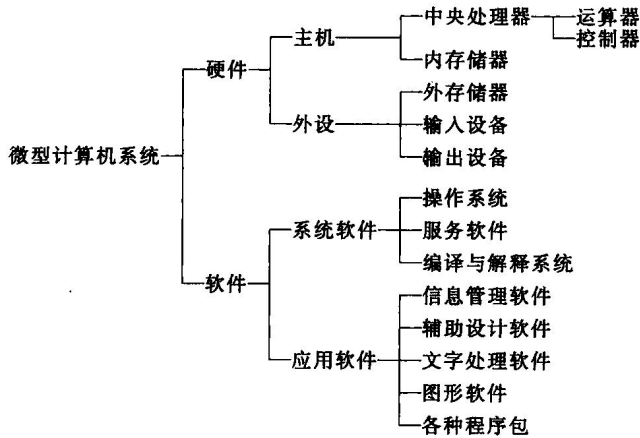 微型计算机系统
硬件
主机
中央处理器
运算器
控制器
内存储器
外设
外存储器
输入设备
输出设备
软件
系统软件
操作系统
服务软件
编译与解释系统
应用软件
信息管理软件
辅助设计软件
文字处理软件
图形软件
各种程序包